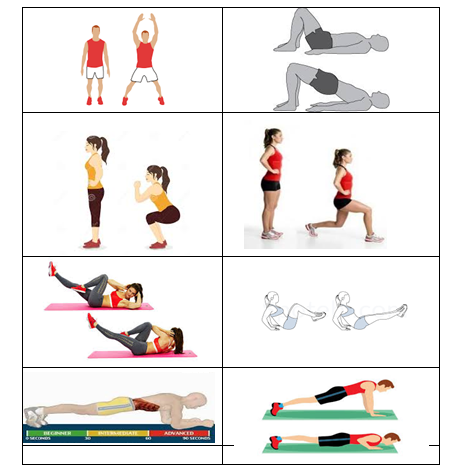 BEGINNER INTERMEDIATE ADVANCED
0 SECONDS 30 60 90 SECONDS